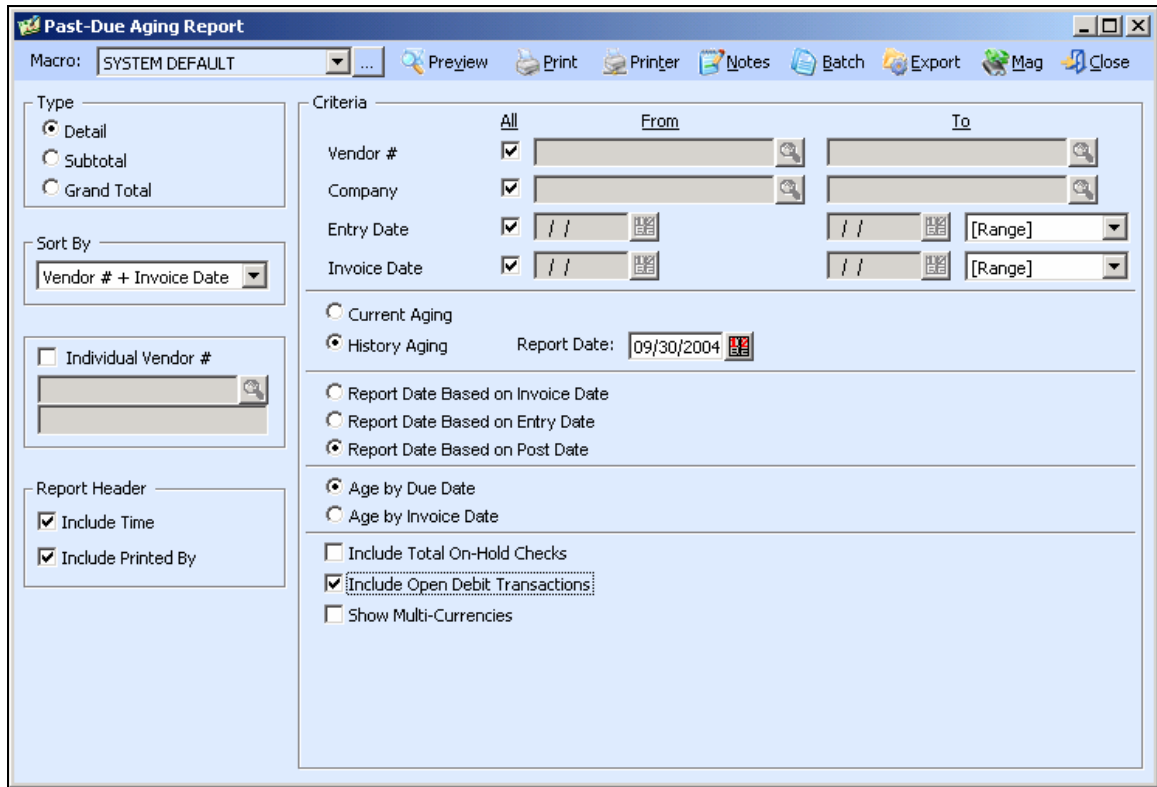 Past-Due Aging Report
Macro: SYSTEM DEFAULT ... Preview Print Printer Notes Batch Export Mag Close
Type
Detail
Subtotal
Grand Total
Sort By
Vendor # + Invoice Date
Individual Vendor #
Report Header
Include Time
Include Printed By
Criteria
All From To
Vendor #
Company
Entry Date / / / / [Range]
Invoice Date / / / / [Range]
Current Aging
History Aging Report Date: 09/30/2004
Report Date Based on Invoice Date
Report Date Based on Entry Date
Report Date Based on Post Date
Age by Due Date
Age by Invoice Date
Include Total On-Hold Checks
Include Open Debit Transactions
Show Multi-Currencies